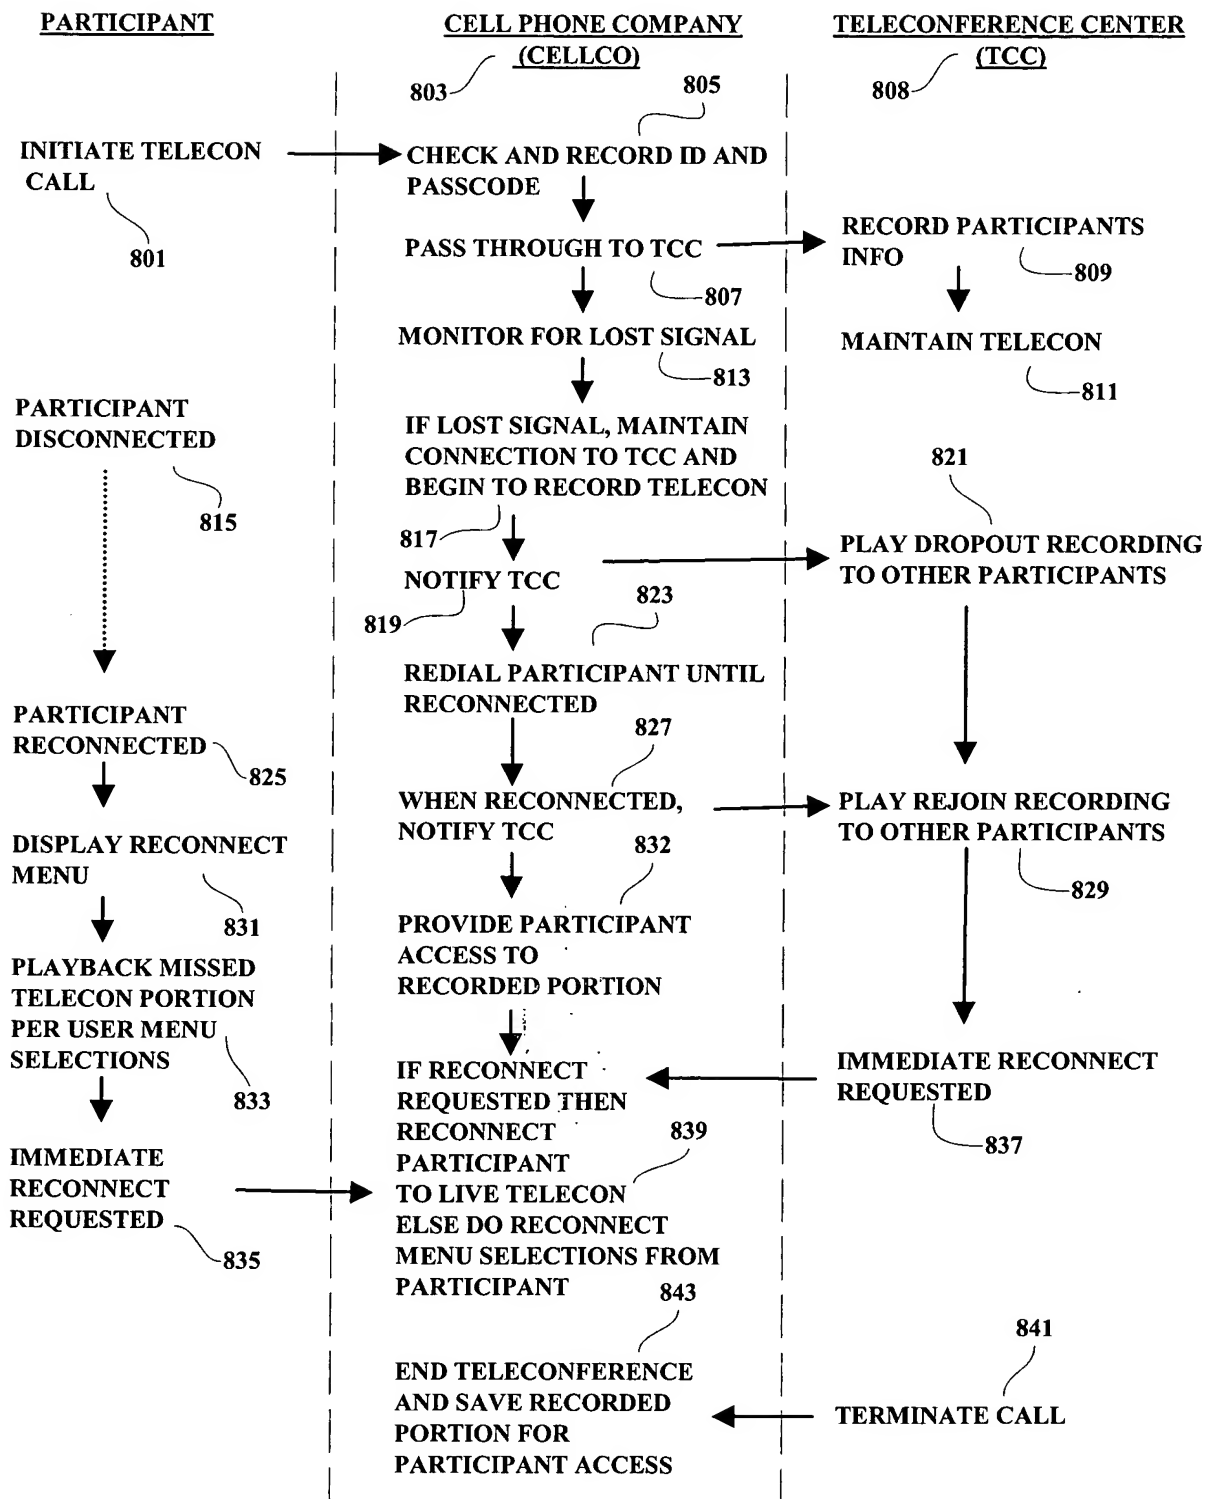 PARTICIPANT
CELL PHONE COMPANY
(CELLCO)
803
TELECONFERENCE CENTER
(TCC)
808
805
INITIATE TELECON
CALL
801
CHECK AND RECORD ID AND
PASSCODE
PASS THROUGH TO TCC
807
RECORD PARTICIPANTS
INFO
809
MONITOR FOR LOST SIGNAL
813
MAINTAIN TELECON
811
PARTICIPANT
DISCONNECTED
815
IF LOST SIGNAL, MAINTAIN
CONNECTION TO TCC AND
BEGIN TO RECORD TELECON
817
821
PLAY DROPOUT RECORDING
TO OTHER PARTICIPANTS
NOTIFY TCC
819
823
REDIAL PARTICIPANT UNTIL
RECONNECTED
827
PARTICIPANT
RECONNECTED
825
WHEN RECONNECTED,
NOTIFY TCC
832
PLAY REJOIN RECORDING
TO OTHER PARTICIPANTS
829
DISPLAY RECONNECT
MENU
831
PROVIDE PARTICIPANT
ACCESS TO
RECORDED PORTION
PLAYBACK MISSED
TELECON PORTION
PER USER MENU
SELECTIONS
833
IF RECONNECT
REQUESTED THEN
RECONNECT
PARTICIPANT
TO LIVE TELECON
ELSE DO RECONNECT
MENU SELECTIONS FROM
PARTICIPANT
839
IMMEDIATE RECONNECT
REQUESTED
837
IMMEDIATE
RECONNECT
REQUESTED
835
843
END TELECONFERENCE
AND SAVE RECORDED
PORTION FOR
PARTICIPANT ACCESS
841
TERMINATE CALL